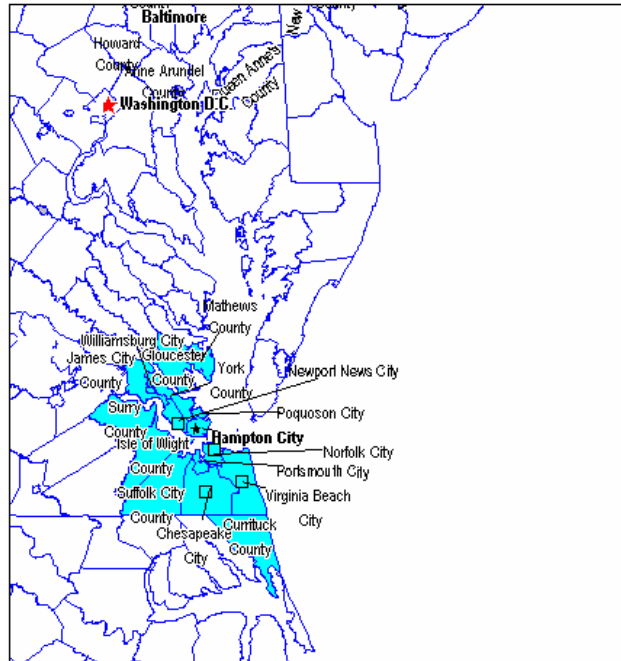 County
County
Baltimore
New
Howard
County
Anne Arundel
County
Queen Anne's
County
Washington D.C.
Mathews
County
Williamsburg City
James City
County
Gloucester
County
York
County
Newport News City
Surry
County
Poquoson City
Hampton City
Isle of Wight
County
Norfolk City
Portsmouth City
Suffolk City
County
Virginia Beach
City
Chesapeake
City
Currituck
County